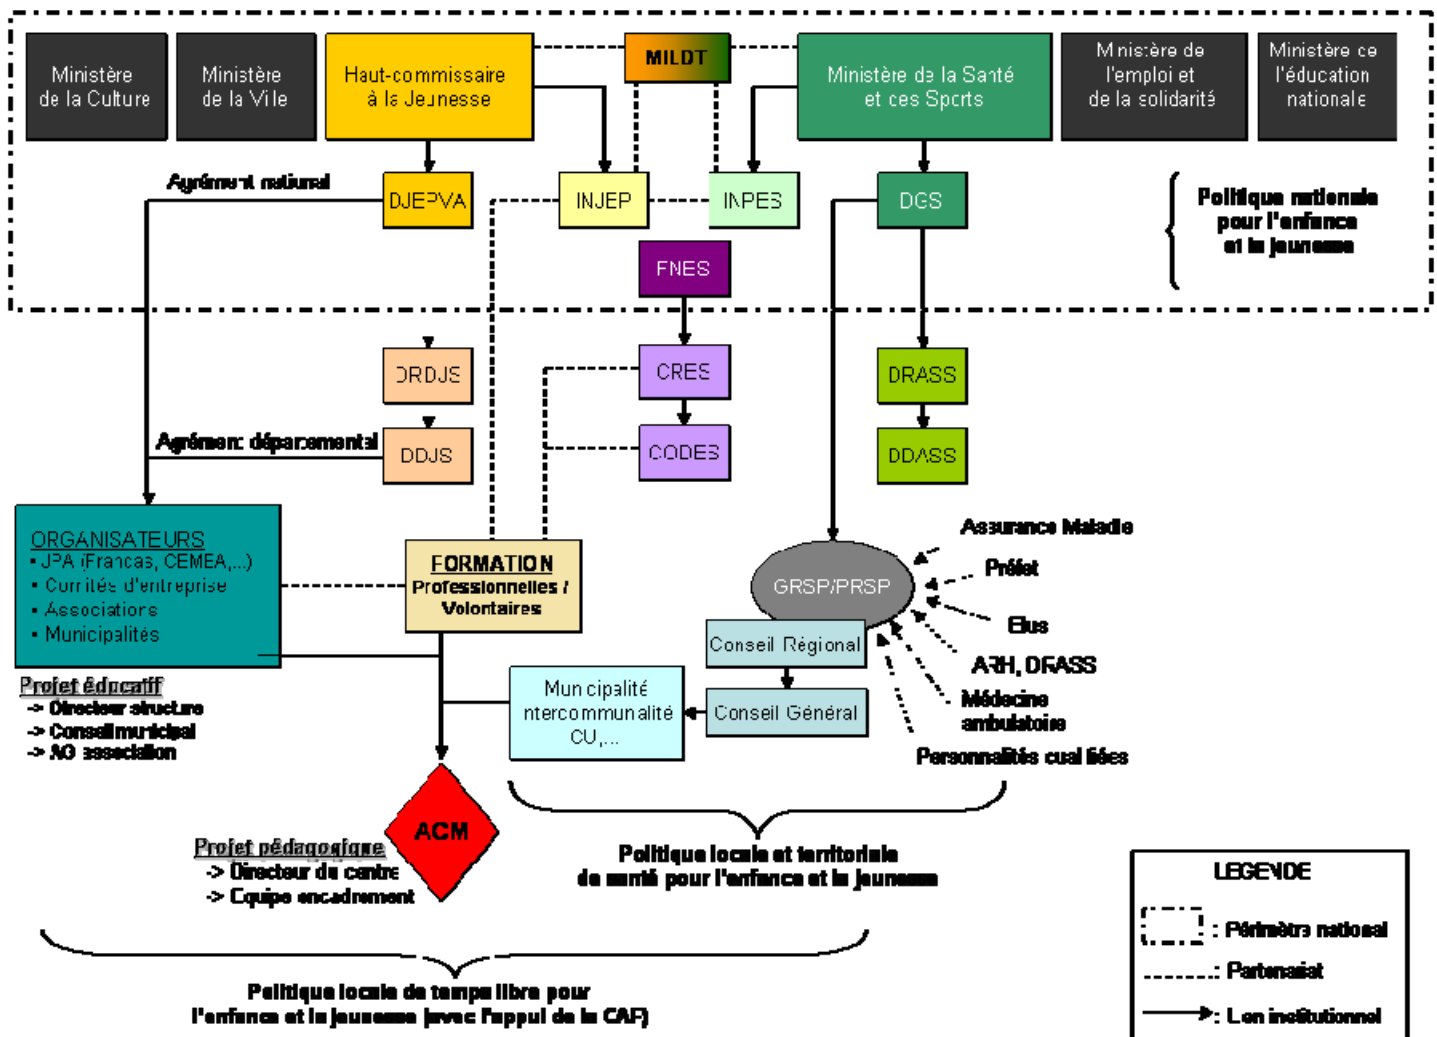 Ministère
de la Culture
Ministère
de la Ville
Haut-commissaire
à la Jeunesse
MILDT
Ministère de la Santé
et des Sports
Ministère de
l'emploi et
de la solidarité
Ministère de
l'éducation
nationale
Agrément national
DJEPVA
INJEP
INPES
DGS
Politique nationale
pour l'enfance
et la jeunesse
FNES
DRDJS
CRES
DRASS
Agrément départemental
DDJS
CODES
DDASS
ORGANISATEURS
▪ JPA (Francas, CEMEA,...)
▪ Comités d'entreprise
▪ Associations
▪ Municipalités
FORMATION
Professionnelles /
Volontaires
GRSP/PRSP
Assurance Maladie
Préfet
Elus
ARH, DRASS
Médecine
ambulatoire
Personnalités qualifiées
Conseil Régional
Conseil Général
Municipalité
Intercommunalité
CU,...
Projet éducatif
-> Directeur structure
-> Conseil municipal
-> AG association
ACM
Projet pédagogique
-> Directeur du centre
-> Equipe encadrement
Politique locale et territoriale
de santé pour l'enfance et la jeunesse
Politique locale de temps libre pour
l'enfance et la jeunesse (avec l'appui de la CAF)
LEGENDE
: Périmètre national
: Partenariat
: Lien institutionnel